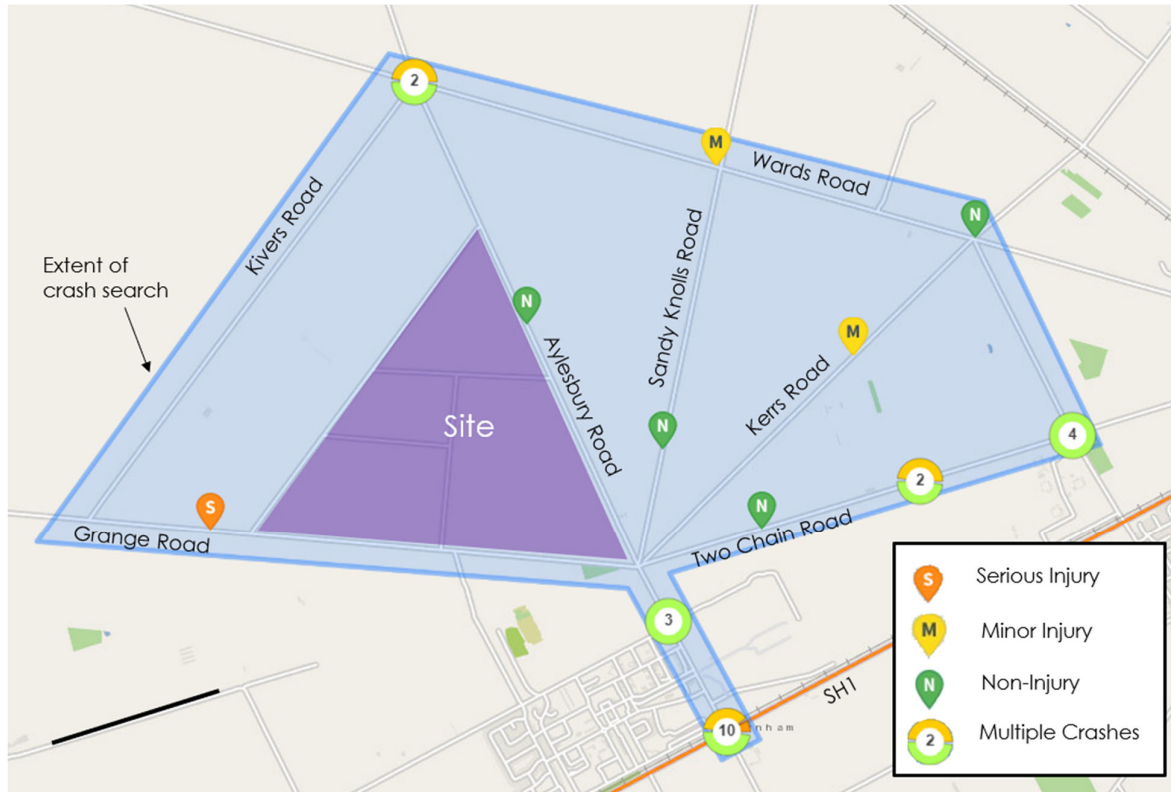 2
M
Wards Road
N
Kivers Road
Sandy Knolls Road
Extent of
crash search
N
M
Aylesbury Road
Kerrs Road
Site
N
4
2
S
N
Grange Road
Two Chain Road
3
SH1
10
nham
S Serious Injury
M Minor Injury
N Non-Injury
2 Multiple Crashes